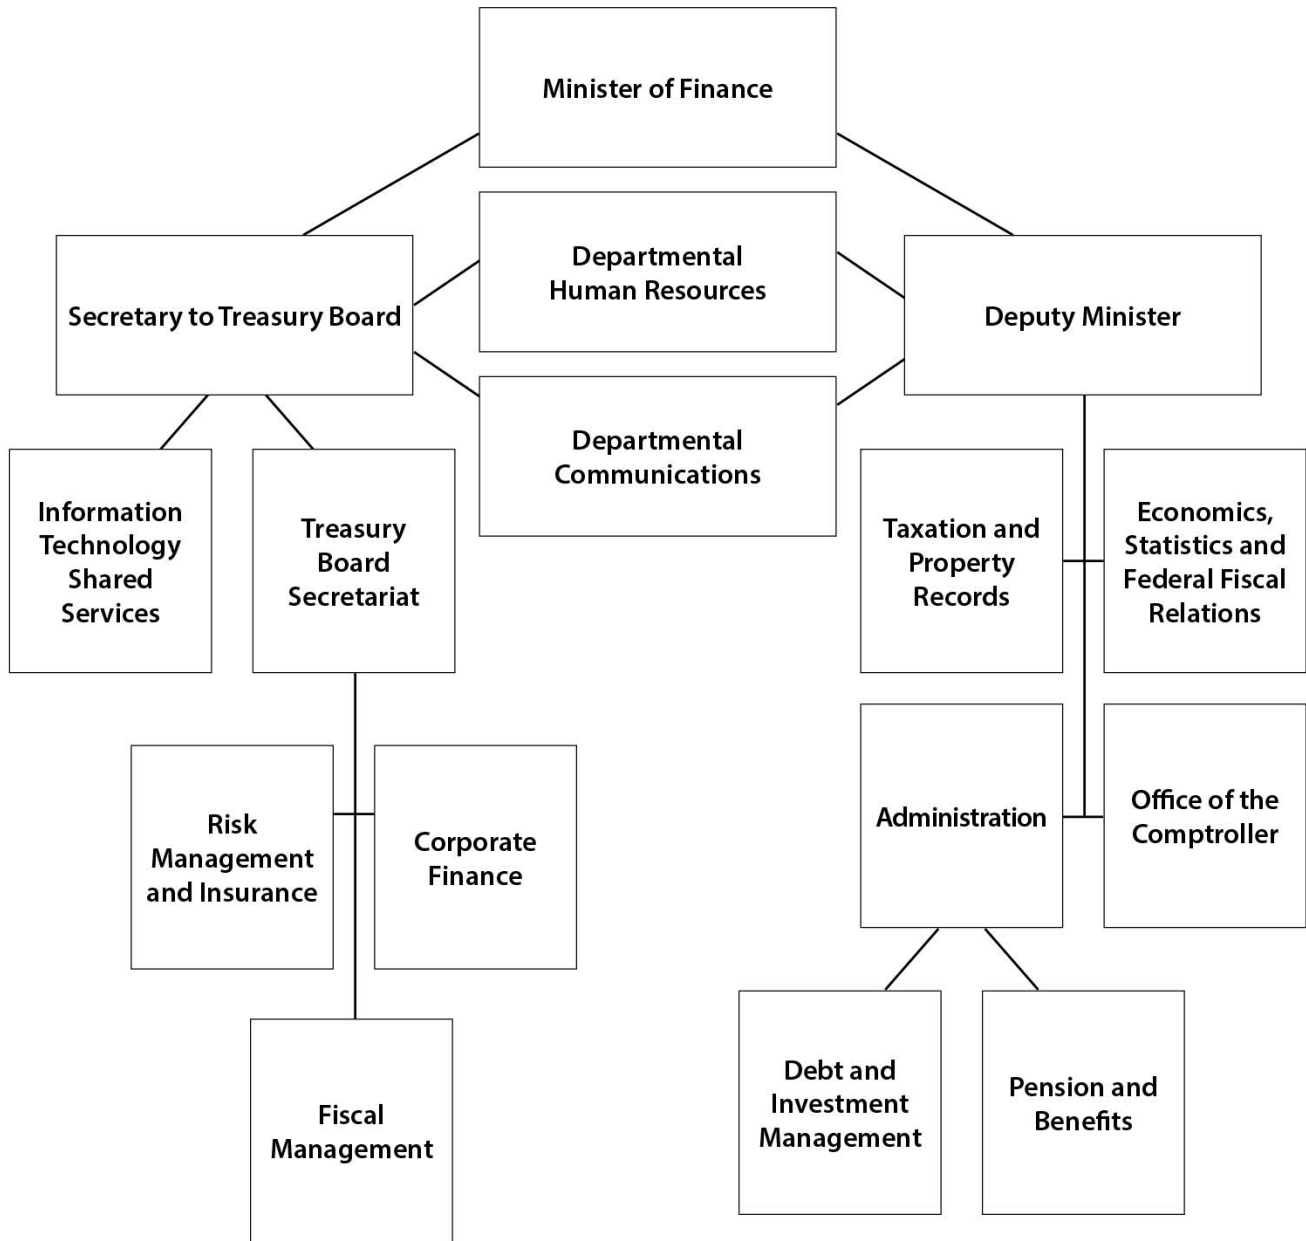 Minister of Finance
Departmental
Human Resources
Secretary to Treasury Board
Deputy Minister
Departmental
Communications
Information
Technology
Shared
Services
Treasury
Board
Secretariat
Taxation and
Property
Records
Economics,
Statistics and
Federal Fiscal
Relations
Risk
Management
and Insurance
Corporate
Finance
Administration
Office of the
Comptroller
Fiscal
Management
Debt and
Investment
Management
Pension and
Benefits